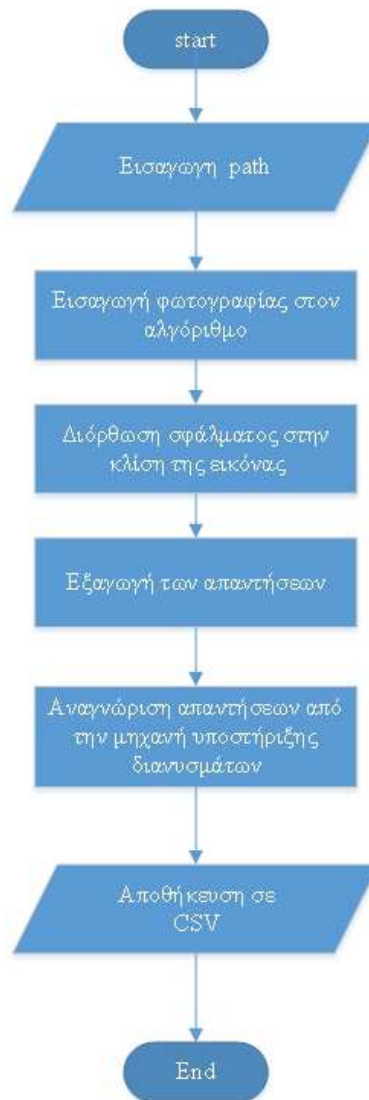 start
Εισαγωγη path
Εισαγωγή φωτογραφίας στον
αλγόριθμο
Διόρθωση σφάλματος στην
κλίση της εικόνας
Εξαγωγή των απαντήσεων
Αναγνώριση απαντήσεων από
την μηχανή υποστήριξης
διανυσμάτων
Αποθήκευση σε
CSV
End